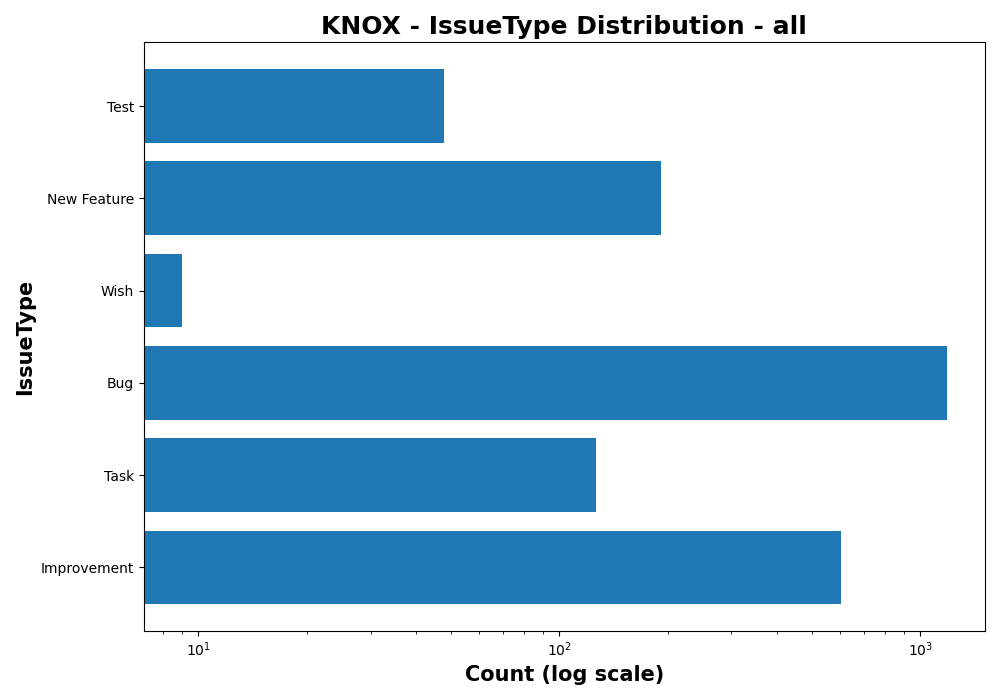 KNOX - IssueType Distribution - all
Test
New Feature
Wish
Bug
Task
Improvement
IssueType
10¹ 10² 10³
Count (log scale)